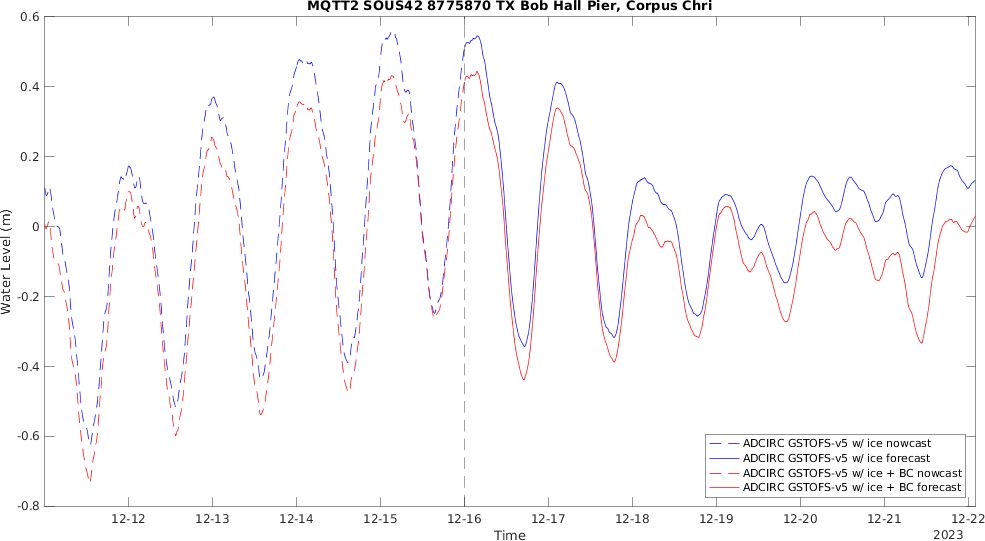 MQTT2 SOUS42 8775870 TX Bob Hall Pier, Corpus Chri
Water Level (m)
0.6
0.4
0.2
0
-0.2
-0.4
-0.6
-0.8
12-12 12-13 12-14 12-15 12-16 12-17 12-18 12-19 12-20 12-21 12-22
2023
Time
ADCIRC GSTOFS-v5 w/ ice nowcast
ADCIRC GSTOFS-v5 w/ ice forecast
ADCIRC GSTOFS-v5 w/ ice + BC nowcast
ADCIRC GSTOFS-v5 w/ ice + BC forecast